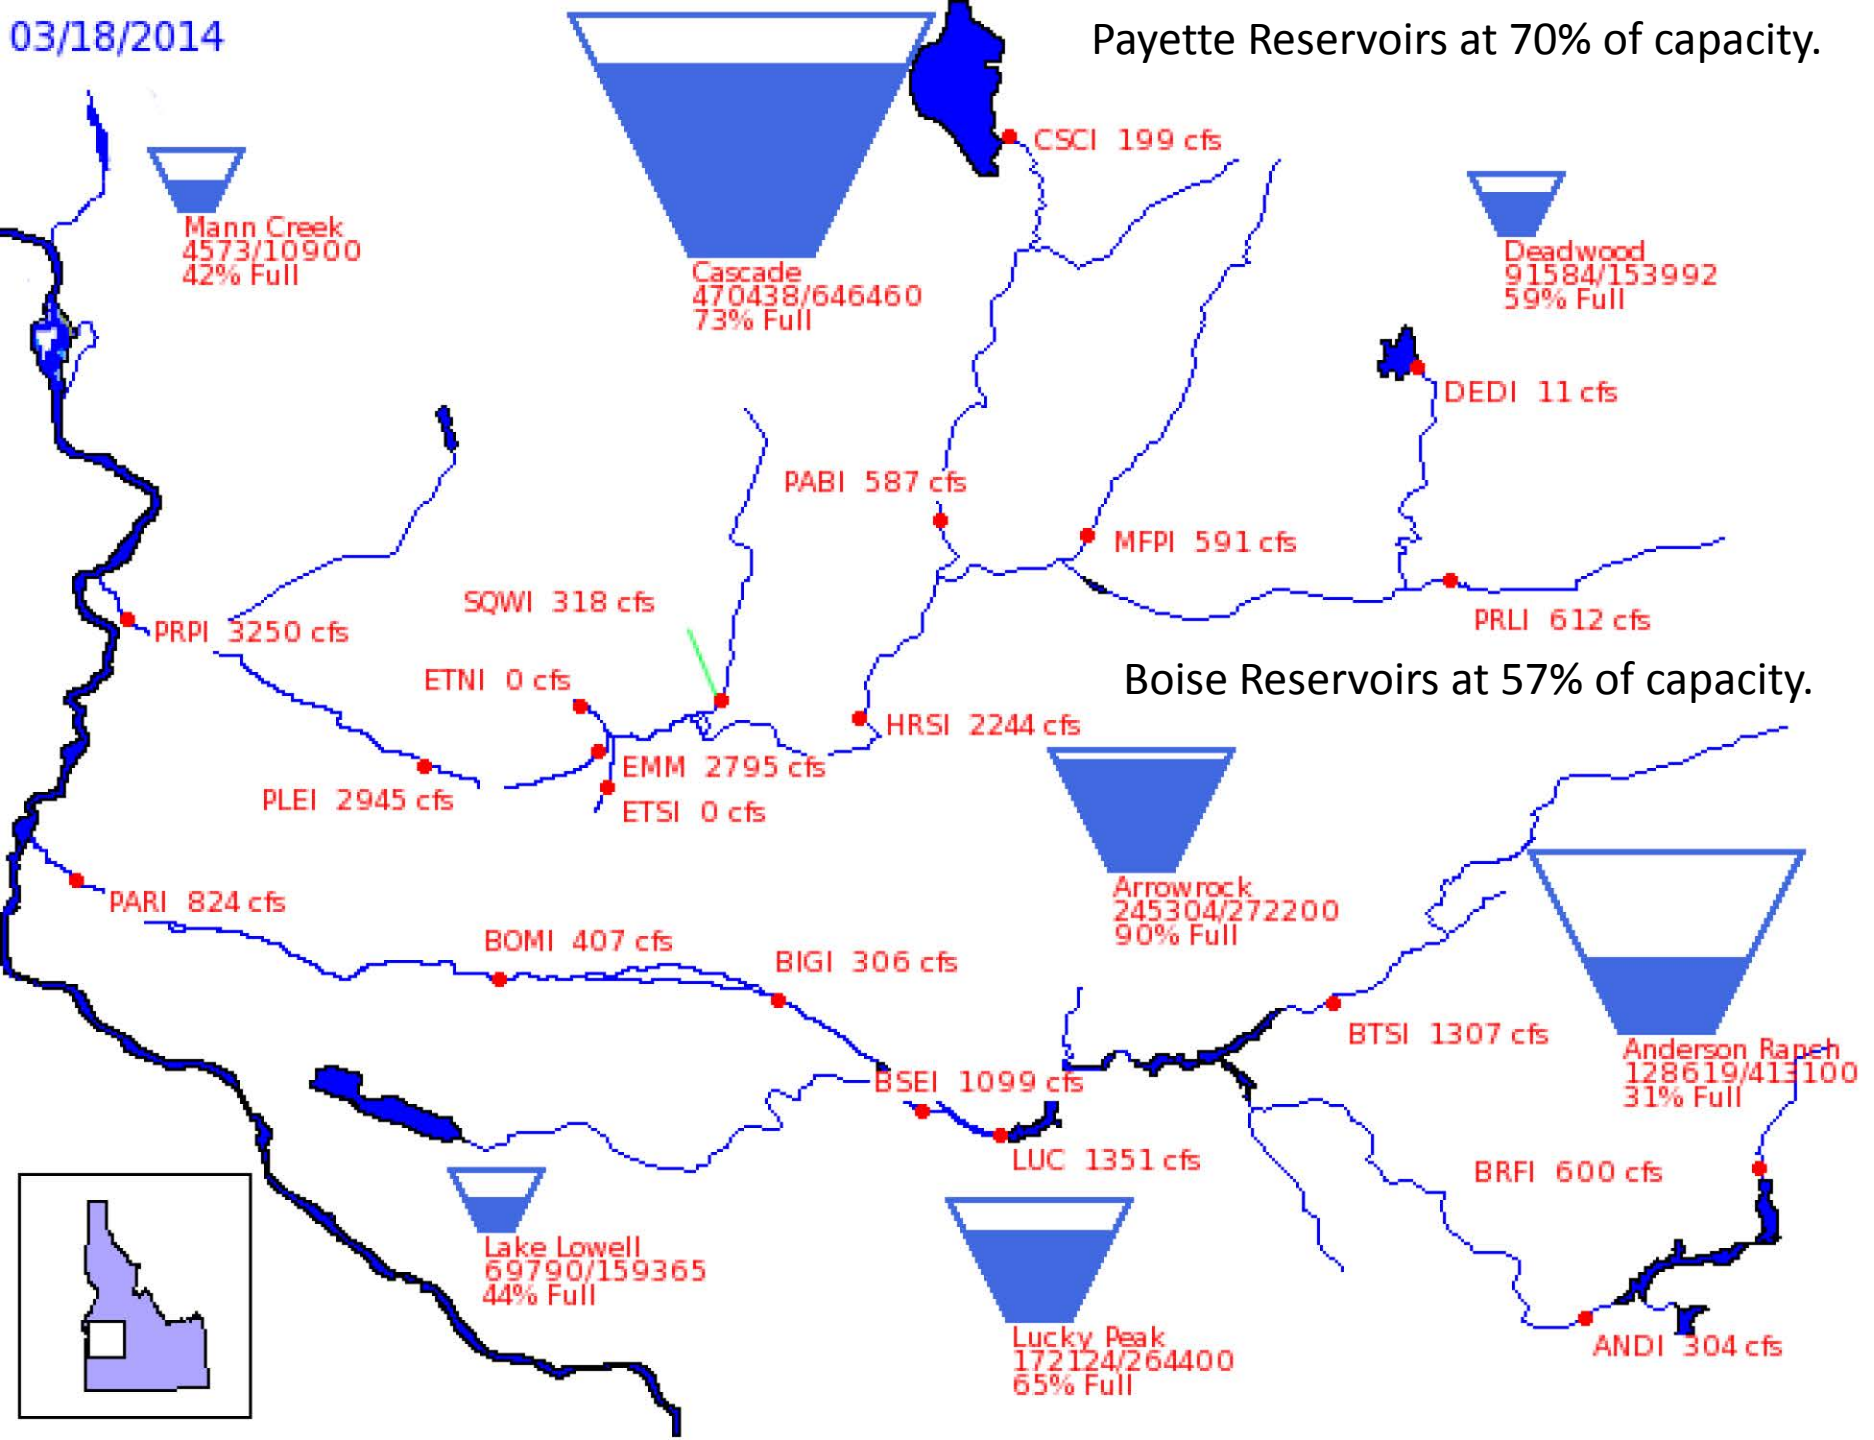 03/18/2014
Payette Reservoirs at 70% of capacity.
CSCI 199 cfs
Mann Creek
4573/10900
42% Full
Cascade
470438/646460
73% Full
Deadwood
91584/153992
59% Full
DEDI 11 cfs
PABI 587 cfs
MFPI 591 cfs
SQWI 318 cfs
PRPI 3250 cfs
PRLI 612 cfs
ETNI 0 cfs
Boise Reservoirs at 57% of capacity.
HRSI 2244 cfs
EMM 2795 cfs
PLEI 2945 cfs
ETSI 0 cfs
Arrowrock
245304/272200
90% Full
PARI 824 cfs
BOMI 407 cfs
BIGI 306 cfs
BTSI 1307 cfs
Anderson Ranch
128619/413100
31% Full
BSEI 1099 cfs
LUC 1351 cfs
BRFI 600 cfs
Lake Lowell
69790/159365
44% Full
Lucky Peak
172124/264400
65% Full
ANDI 304 cfs